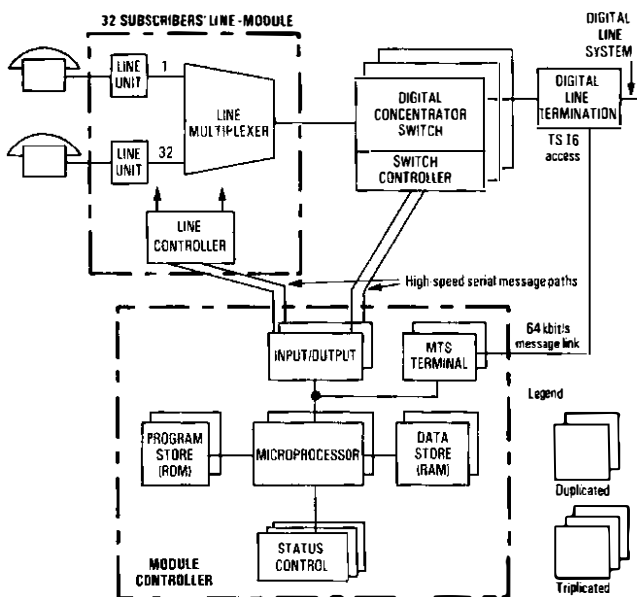 32 SUBSCRIBERS' LINE-MODULE
LINE
UNIT
1
LINE
MULTIPLEXER
LINE
UNIT
32
LINE
CONTROLLER
DIGITAL
CONCENTRATOR
SWITCH
SWITCH
CONTROLLER
DIGITAL
LINE
SYSTEM
DIGITAL
LINE
TERMINATION
TS 16
access
High-speed serial message paths
INPUT/OUTPUT
MTS
TERMINAL
64 kbit/s
message link
PROGRAM
STORE
(ROM)
MICROPROCESSOR
DATA
STORE
(RAM)
STATUS
CONTROL
MODULE
CONTROLLER
Legend
Duplicated
Triplicated